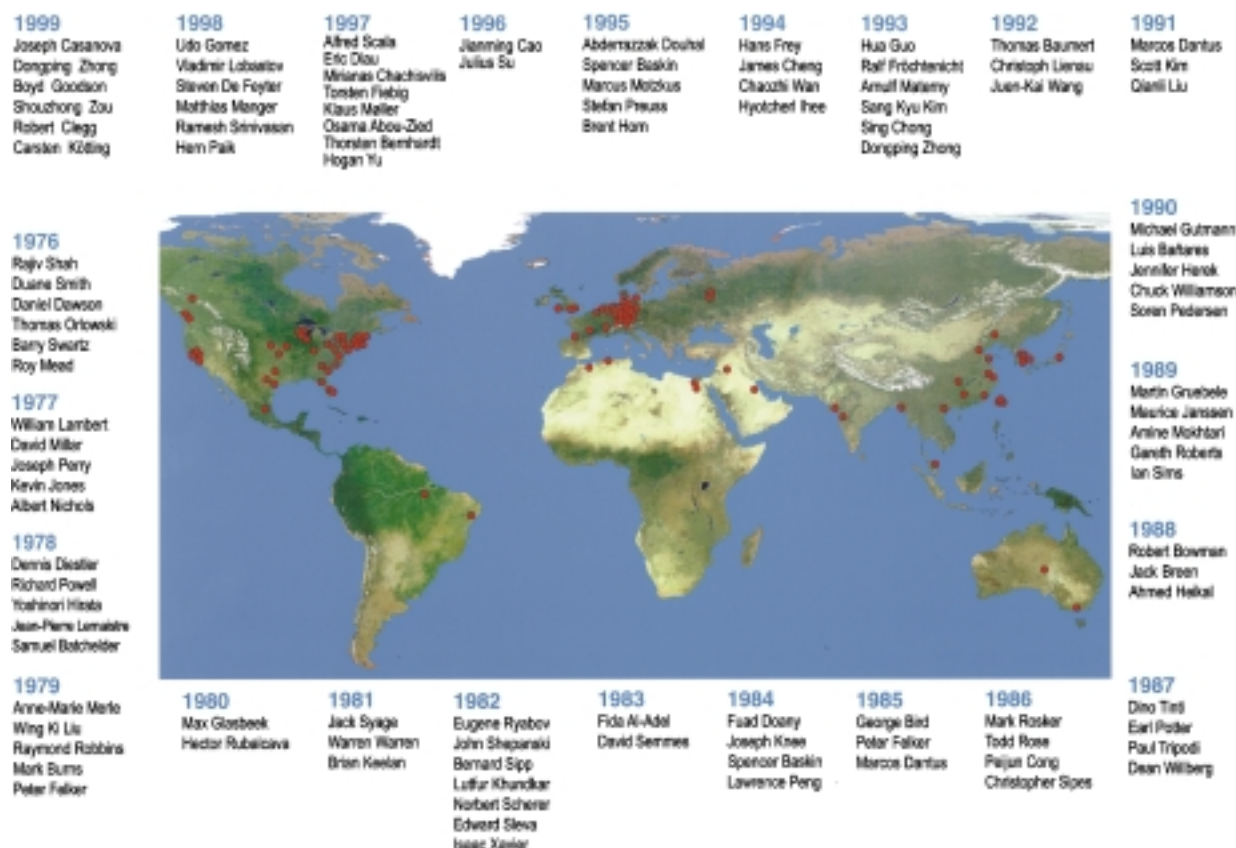 1999
Joseph Casanova
Dongping Zhong
Boyd Goodson
Shouzhong Zou
Robert Clegg
Carsten Kötting
1998
Udo Gomez
Vladimir Lobastov
Steven De Feyter
Matthias Manger
Ramesh Srinivasan
Hern Paik
1997
Alfred Scala
Eric Diau
Mirianas Chachisvilis
Torsten Fiebig
Klaus Møller
Osama Abou-Zied
Thorsten Bernhardt
Hogan Yu
1996
Jianming Cao
Julius Su
1995
Abderrazzak Douhal
Spencer Baskin
Marcus Motzkus
Stefan Preuss
Brent Horn
1994
Hans Frey
James Cheng
Chaozhi Wan
Hyotcherl Ihee
1993
Hua Guo
Ralf Fröchtenicht
Arnulf Materny
Sang Kyu Kim
Sing Chong
Dongping Zhong
1992
Thomas Baumert
Christoph Lienau
Juen-Kai Wang
1991
Marcos Dantus
Scott Kim
Qianli Liu
1990
Michael Gutmann
Luis Bañares
Jennifer Herek
Chuck Williamson
Soren Pedersen
1989
Martin Gruebele
Maurice Janssen
Amine Mokhtari
Gareth Roberts
Ian Sims
1988
Robert Bowman
Jack Breen
Ahmed Heikal
1987
Dino Tinti
Earl Potter
Paul Tripodi
Dean Willberg
1976
Rajiv Shah
Duane Smith
Daniel Dawson
Thomas Orlowski
Barry Swartz
Roy Mead
1977
William Lambert
David Millar
Joseph Perry
Kevin Jones
Albert Nichols
1978
Dennis Diestler
Richard Powell
Yoshinori Hirata
Jean-Pierre Lemaistre
Samuel Batchelder
1979
Anne-Marie Merle
Wing Ki Liu
Raymond Robbins
Mark Burns
Peter Felker
1980
Max Glasbeek
Hector Rubalcava
1981
Jack Syage
Warren Warren
Brian Keelan
1982
Eugene Ryabov
John Shepanski
Bernard Sipp
Lutfur Khundkar
Norbert Scherer
Edward Sleva
Isaac Xavier
1983
Fida Al-Adel
David Semmes
1984
Fuad Doany
Joseph Knee
Spencer Baskin
Lawrence Peng
1985
George Bird
Peter Felker
Marcos Dantus
1986
Mark Rosker
Todd Rose
Peijun Cong
Christopher Sipes